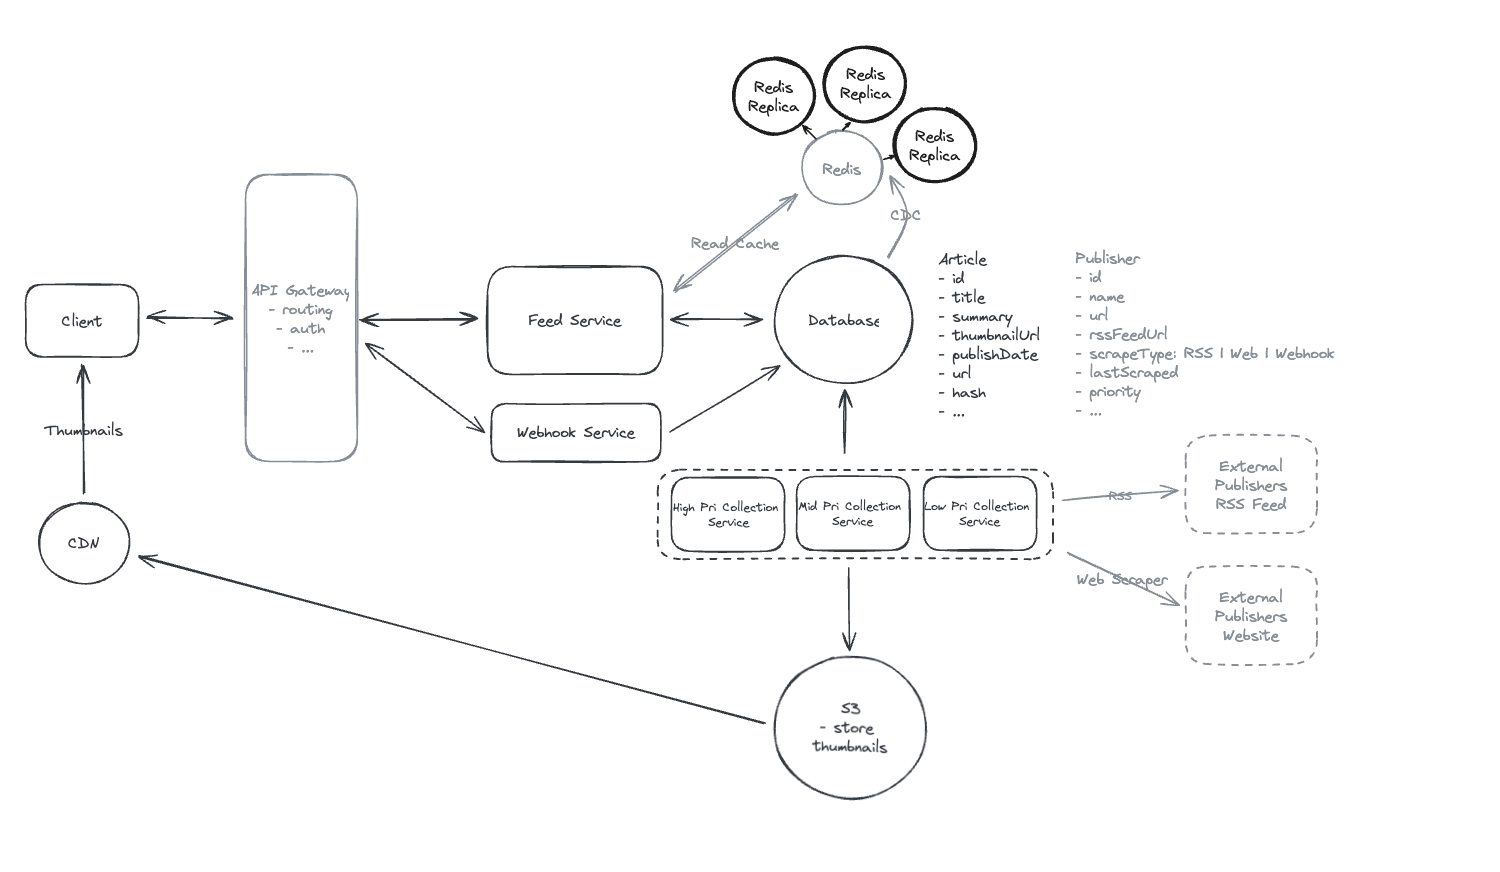 Redis
Replica
Redis
Replica
Redis
Replica
Redis
CDC
Read Cache
API Gateway
- routing
- auth
- ...
Client
Feed Service
Database
Article
- id
- title
- summary
- thumbnailUrl
- publishDate
- url
- hash
- ...
Publisher
- id
- name
- url
- rssFeedUrl
- scrapeType: RSS | Web | Webhook
- lastScraped
- priority
- ...
Thumbnails
Webhook Service
High Pri Collection
Service
Mid Pri Collection
Service
Low Pri Collection
Service
RSS
External
Publishers
RSS Feed
CDN
Web Scraper
External
Publishers
Website
S3
- store
thumbnails